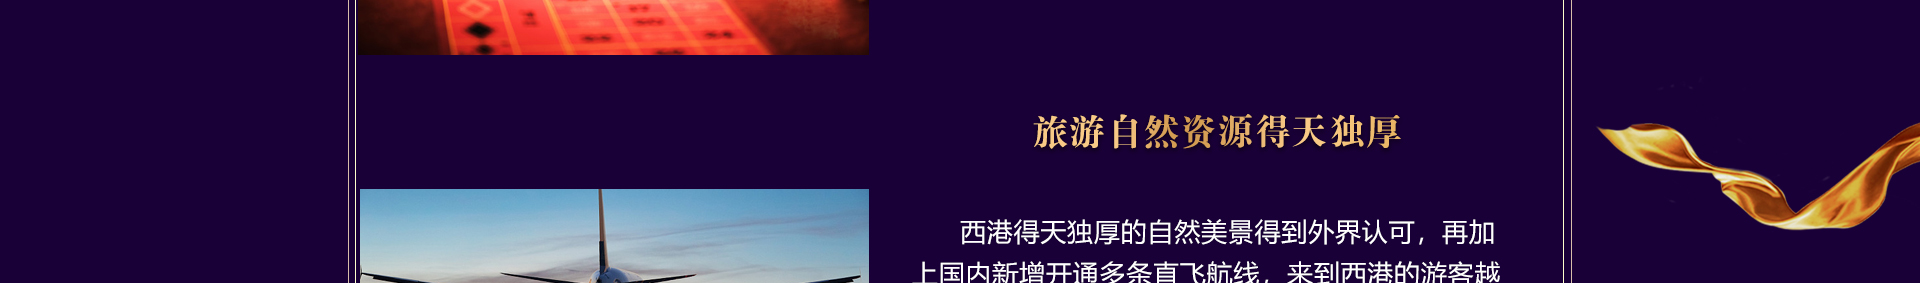 旅游自然资源得天独厚
西港得天独厚的自然美景得到外界认可，再加
上国内新增开通多条直飞航线，来到西港的游客越